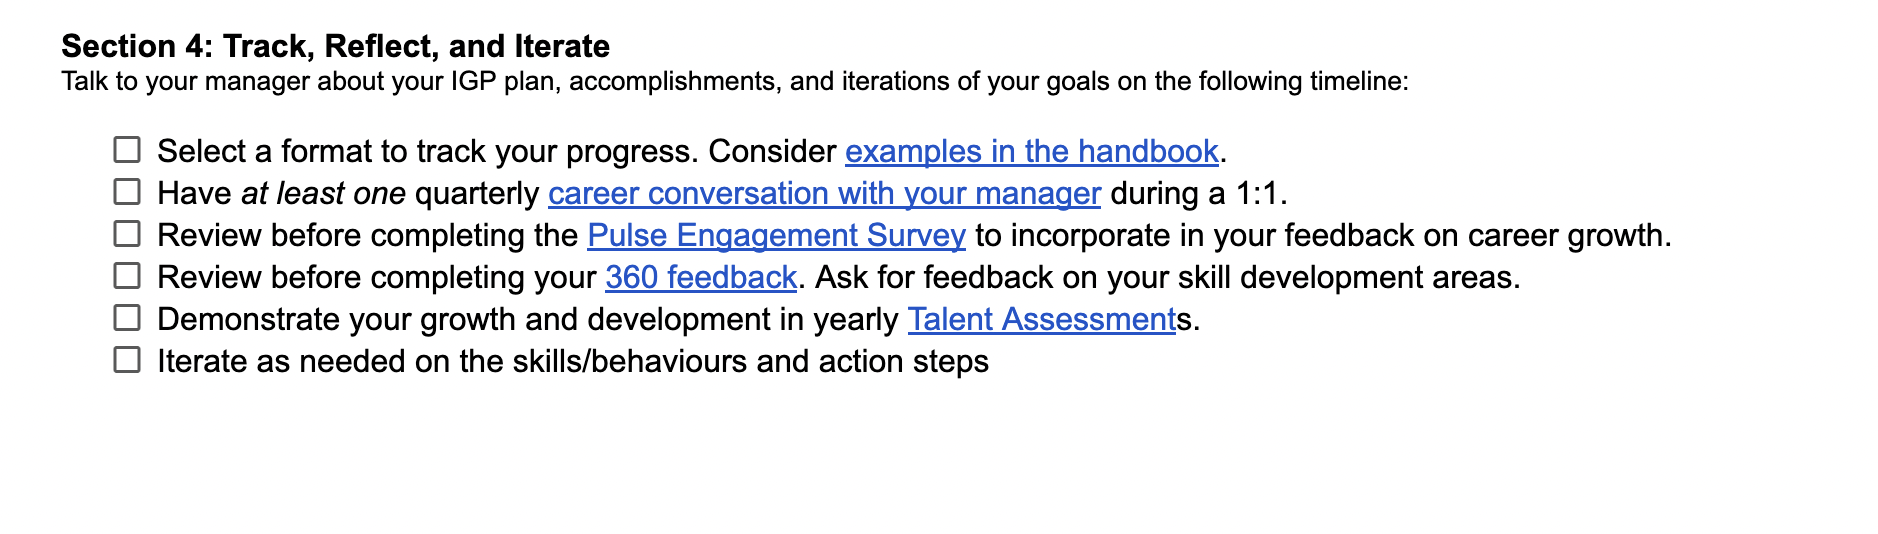 Section 4: Track, Reflect, and Iterate
Talk to your manager about your IGP plan, accomplishments, and iterations of your goals on the following timeline:
Select a format to track your progress. Consider examples in the handbook.
Have at least one quarterly career conversation with your manager during a 1:1.
Review before completing the Pulse Engagement Survey to incorporate in your feedback on career growth.
Review before completing your 360 feedback. Ask for feedback on your skill development areas.
Demonstrate your growth and development in yearly Talent Assessments.
Iterate as needed on the skills/behaviours and action steps